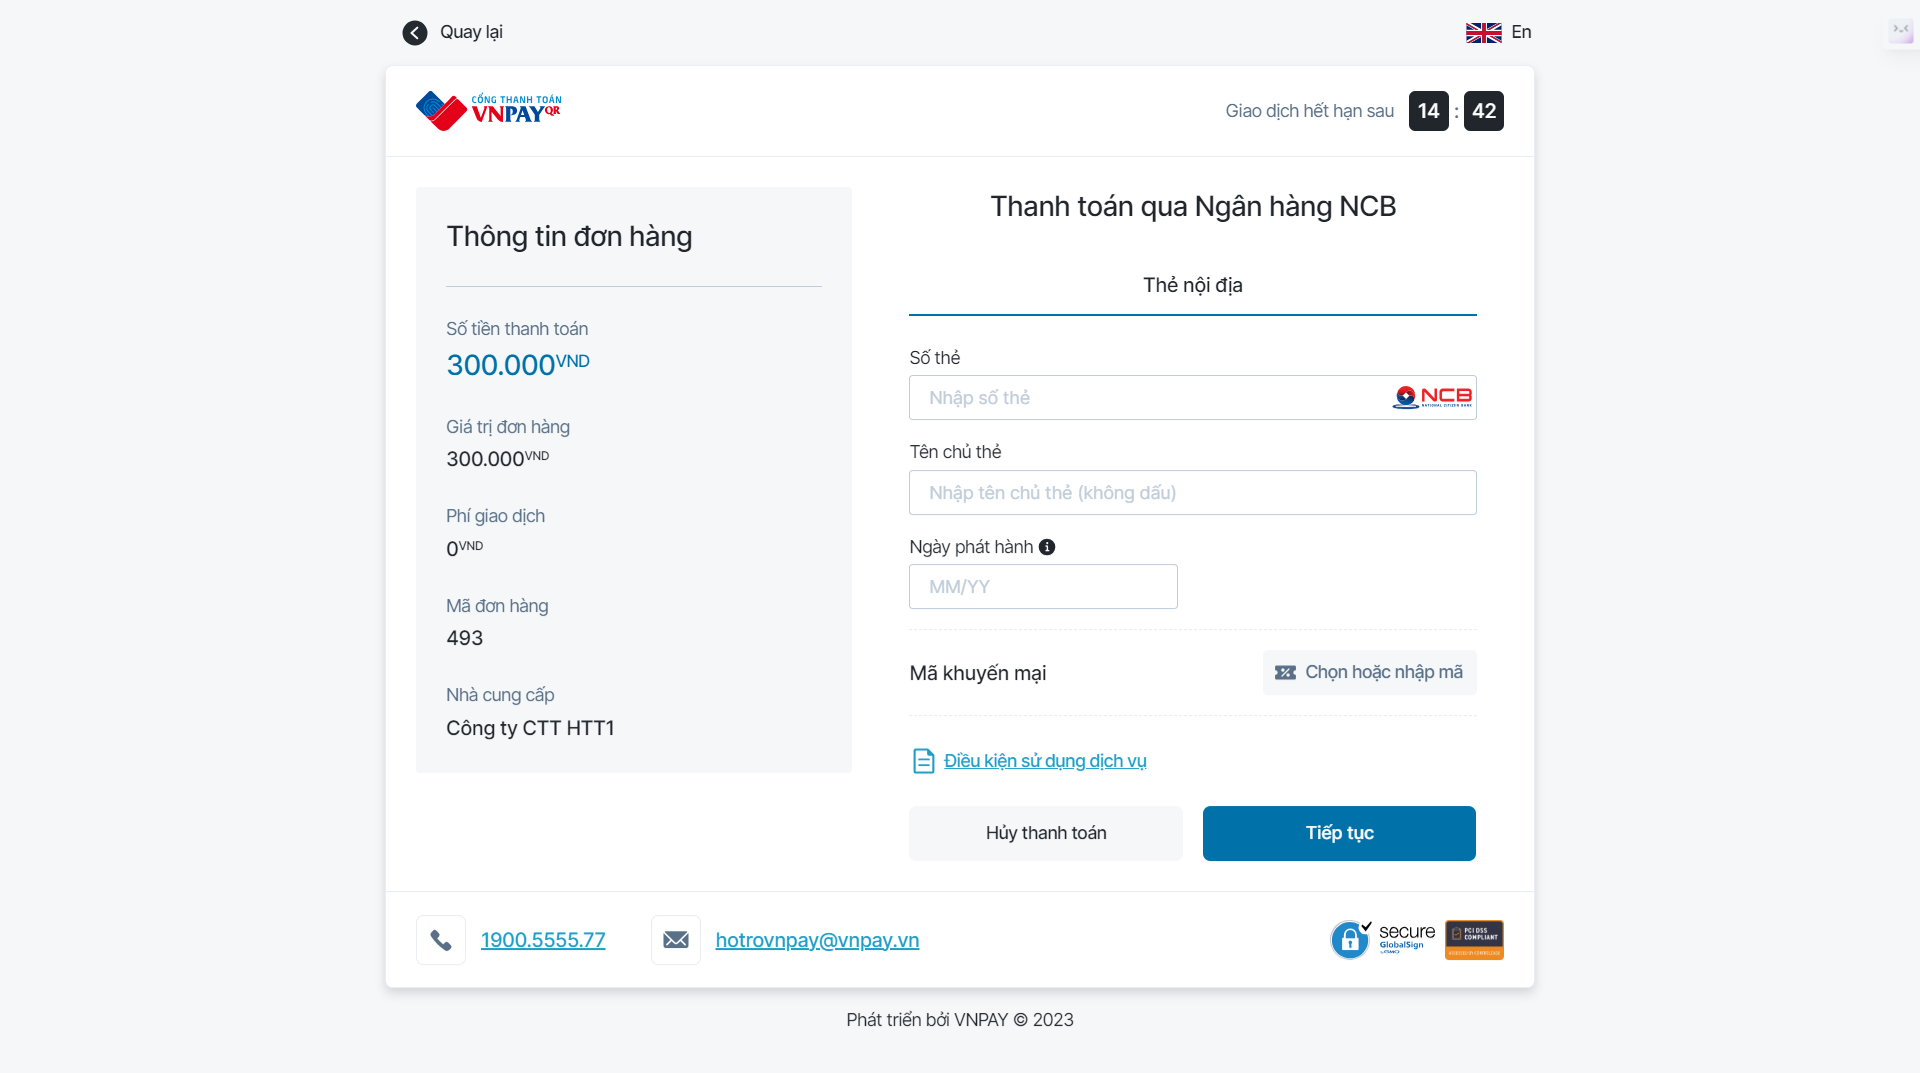 Quay lại
En
CỔNG THANH TOÁN
VNPAYQR
Giao dịch hết hạn sau 14 : 42
Thông tin đơn hàng
Số tiền thanh toán
300.000VND
Giá trị đơn hàng
300.000VND
Phí giao dịch
0VND
Mã đơn hàng
493
Nhà cung cấp
Công ty CTT HTT1
Thanh toán qua Ngân hàng NCB
Thẻ nội địa
Số thẻ
Nhập số thẻ
NCB
NATIONAL CITIZEN BANK
Tên chủ thẻ
Nhập tên chủ thẻ (không dấu)
Ngày phát hành
MM/YY
Mã khuyến mại
Chọn hoặc nhập mã
Điều kiện sử dụng dịch vụ
Hủy thanh toán
Tiếp tục
1900.5555.77
hotrovnpay@vnpay.vn
secure
GlobalSign
PCI DSS
COMPLIANT
Phát triển bởi VNPAY © 2023